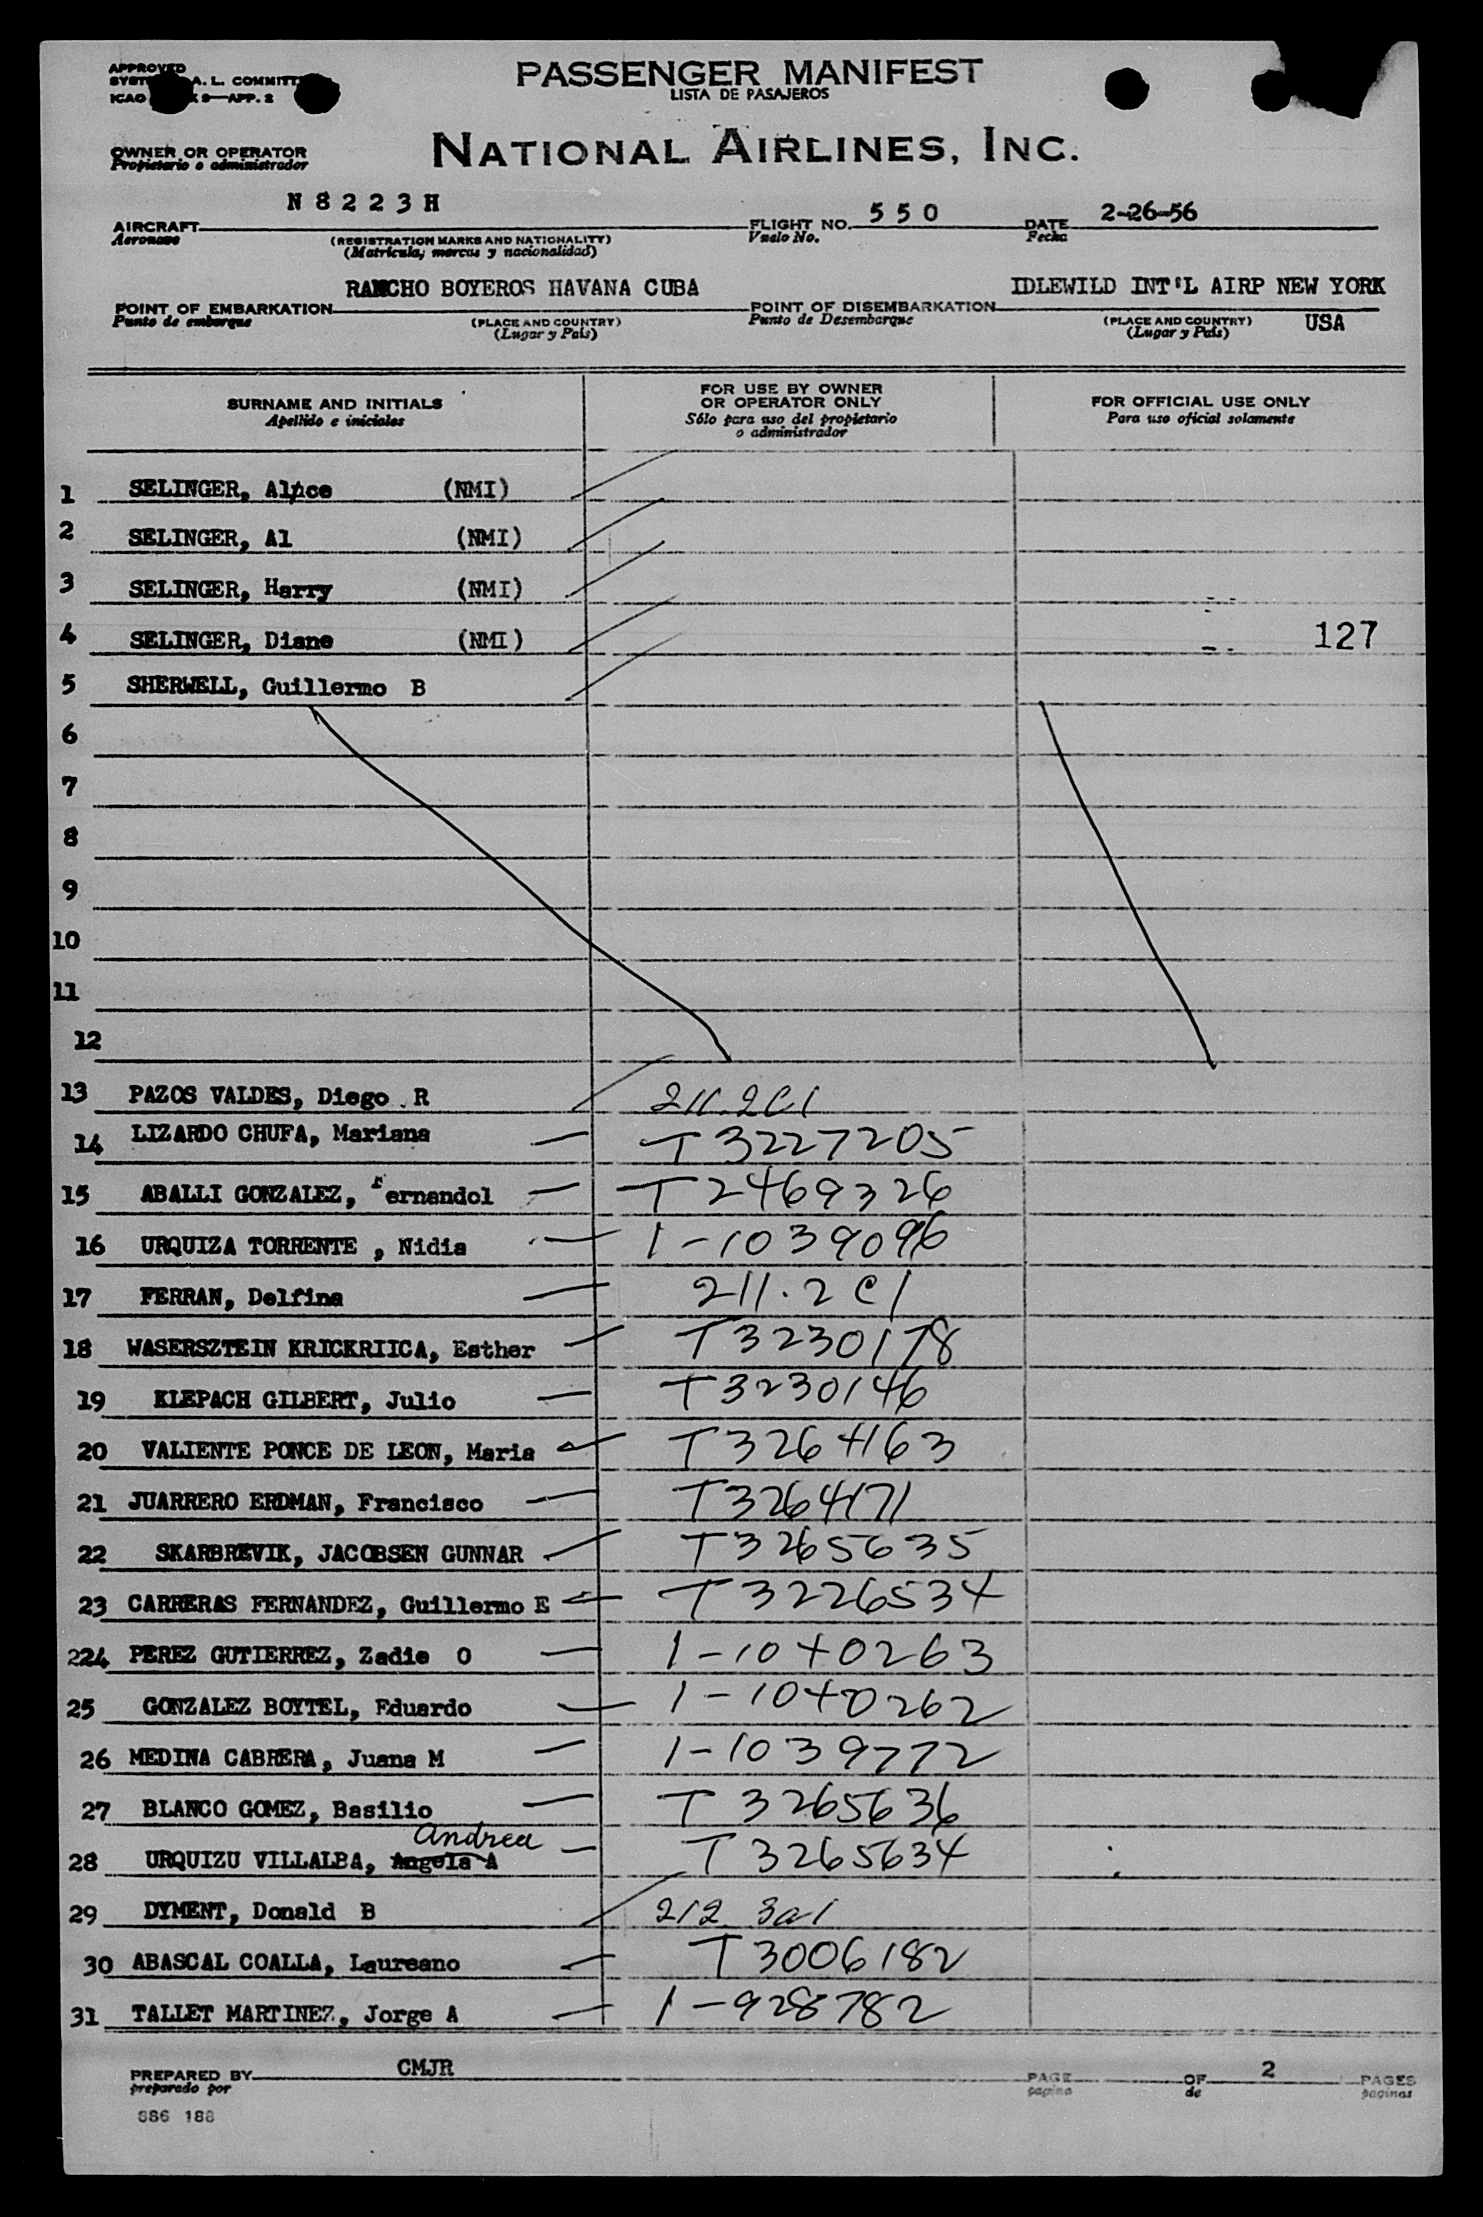 APPROVED
A. L. COMMITT
ICAO 9—APP. 2
PASSENGER MANIFEST
LISTA DE PASAJEROS
OWNER OR OPERATOR
Propietario o administrador
NATIONAL AIRLINES, INC.
AIRCRAFT N 8 2 2 3 H FLIGHT NO. 5 5 0 DATE 2-26-56
Aeronave (REGISTRATION MARKS AND NATIONALITY) Vuelo No. Fecha
(Matrícula, marcas y nacionalidad)
POINT OF EMBARKATION RANCHO BOYEROS HAVANA CUBA POINT OF DISEMBARKATION IDLEWILD INT'L AIRP NEW YORK
Punto de embarque (PLACE AND COUNTRY) Punto de Desembarque (PLACE AND COUNTRY) USA
(Lugar y País) (Lugar y País)
SURNAME AND INITIALS FOR USE BY OWNER OR OPERATOR ONLY FOR OFFICIAL USE ONLY
Apellido e iniciales Sólo para uso del propietario o administrador Para uso oficial solamente
1 SELINGER, Alice (NMI)
2 SELINGER, Al (NMI)
3 SELINGER, Harry (NMI)
4 SELINGER, Diane (NMI) 127
5 SHERWELL, Guillermo B
6
7
8
9
10
11
12
13 PAZOS VALDES, Diego R 211.2C1
14 LIZARDO CHUFA, Mariana T3227205
15 ABALLI GONZALEZ, Fernandol T2469326
16 URQUIZA TORRENTE , Nidia 1-1039096
17 FERRAN, Delfina 211.2C1
18 WASERSZTEIN KRICKRIICA, Esther T3230178
19 KLEPACH GILBERT, Julio T3230146
20 VALIENTE PONCE DE LEON, Maria T3264163
21 JUARRERO ERDMAN, Francisco T3264171
22 SKARBREVIK, JACOBSEN GUNNAR T3265635
23 CARRERAS FERNANDEZ, Guillermo E T3226534
224 PEREZ GUTIERREZ, Zadie O 1-1040263
25 GONZALEZ BOYTEL, Eduardo 1-1040262
26 MEDINA CABRERA, Juana M 1-1039772
27 BLANCO GOMEZ, Basilio T3265636
Andrea
28 URQUIZU VILLALBA, Angela A T3265634
29 DYMENT, Donald B 212 3a1
30 ABASCAL COALLA, Laureano T3006182
31 TALLET MARTINEZ, Jorge A 1-928782
PREPARED BY CMJR PAGE OF 2 PAGES
preparado por pagina de paginas